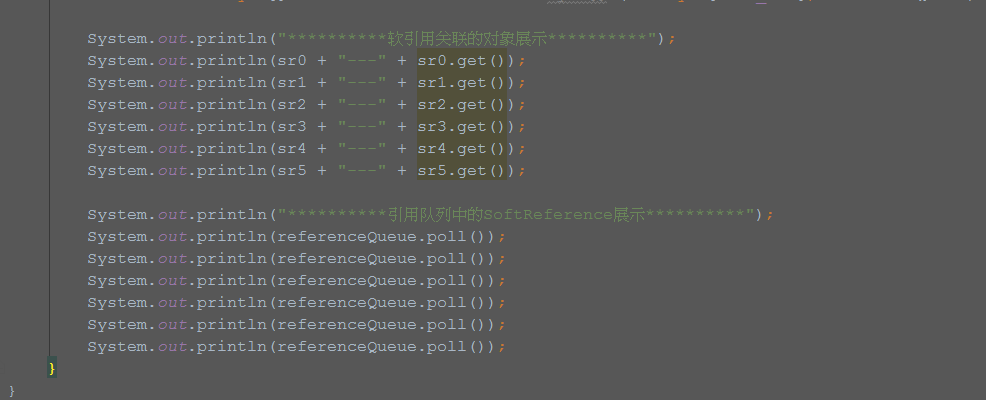 System.out.println("**********软引用关联的对象展示**********");
System.out.println(sr0 + "---" + sr0.get());
System.out.println(sr1 + "---" + sr1.get());
System.out.println(sr2 + "---" + sr2.get());
System.out.println(sr3 + "---" + sr3.get());
System.out.println(sr4 + "---" + sr4.get());
System.out.println(sr5 + "---" + sr5.get());
System.out.println("**********引用队列中的SoftReference展示**********");
System.out.println(referenceQueue.poll());
System.out.println(referenceQueue.poll());
System.out.println(referenceQueue.poll());
System.out.println(referenceQueue.poll());
System.out.println(referenceQueue.poll());
System.out.println(referenceQueue.poll());
}
}